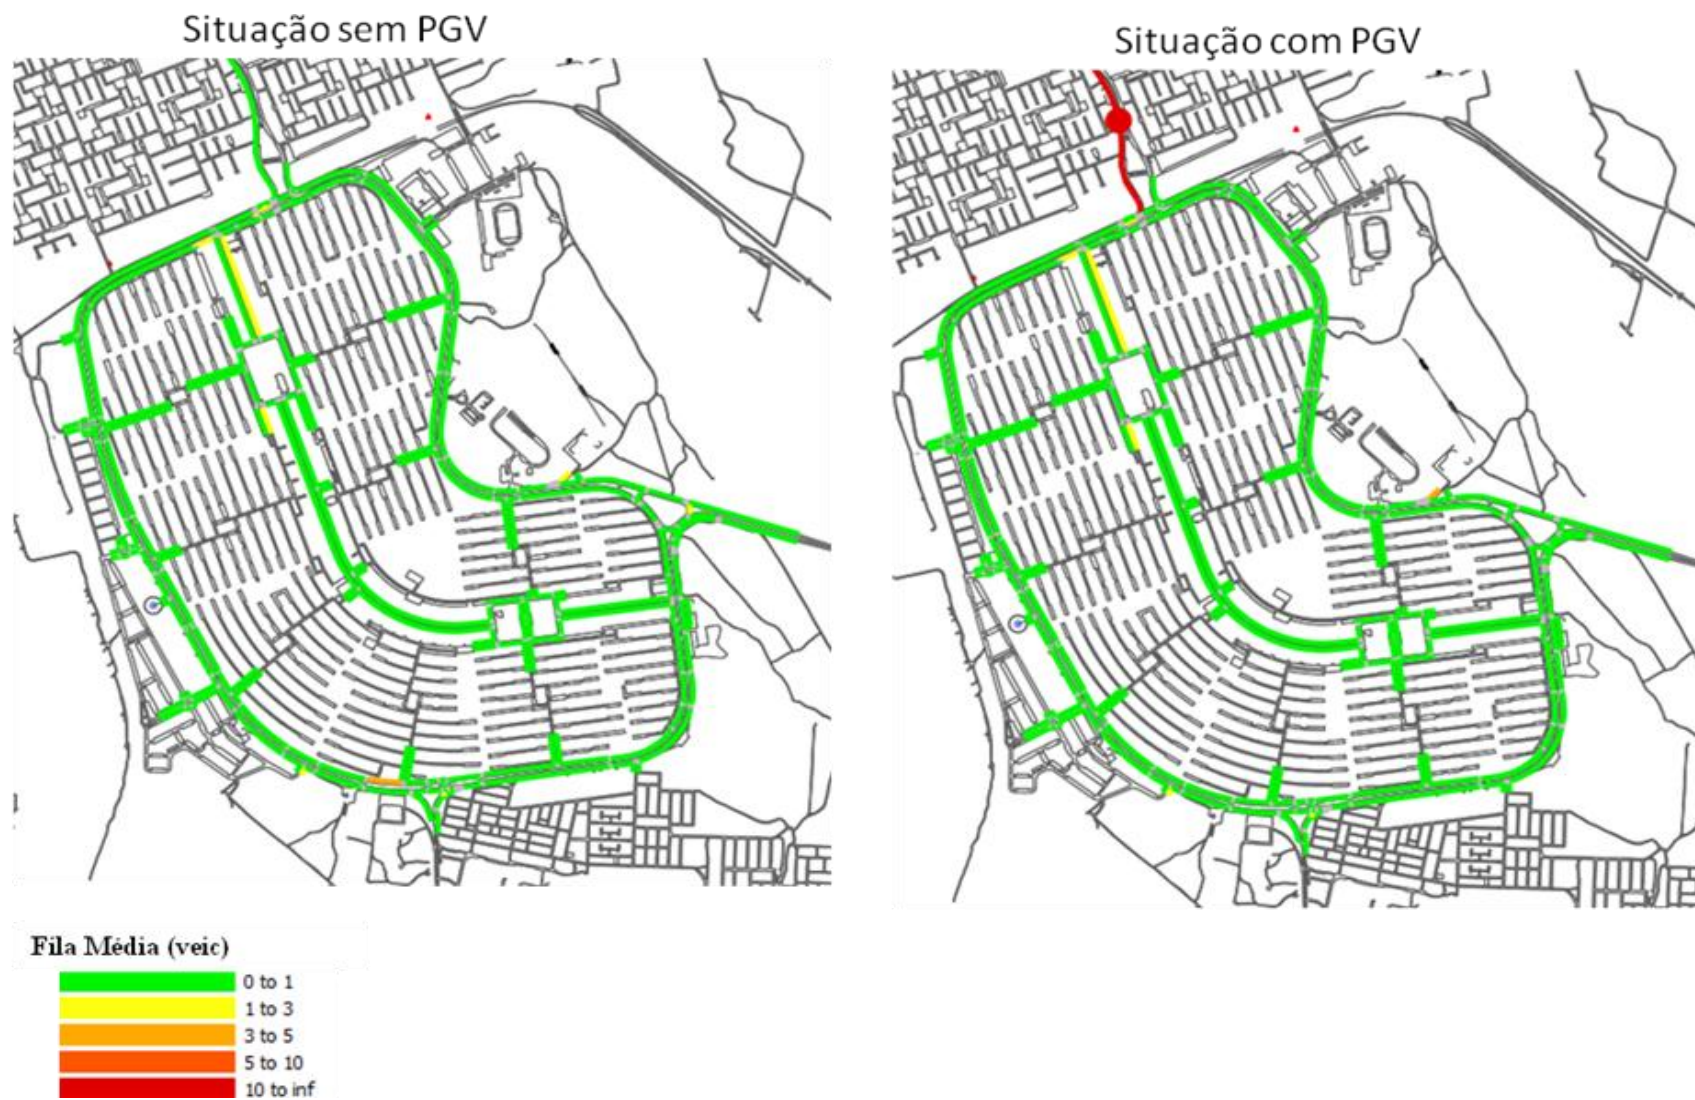 Situação sem PGV
Situação com PGV
Fila Média (veic)
0 to 1
1 to 3
3 to 5
5 to 10
10 to inf